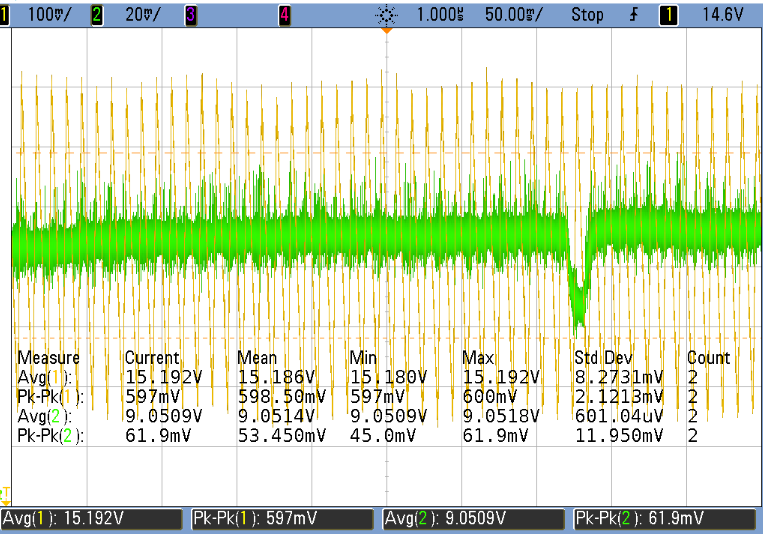 1 100m/ 2 20m/ 3 4 1.000s 50.00m/ Stop 1 14.6V
Measure Current Mean Min Max Std Dev Count
Avg(1): 15.192V 15.186V 15.180V 15.192V 8.2731mV 2
Pk-Pk(1): 597mV 598.50mV 597mV 600mV 2.1213mV 2
Avg(2): 9.0509V 9.0514V 9.0509V 9.0518V 601.04uV 2
Pk-Pk(2): 61.9mV 53.450mV 45.0mV 61.9mV 11.950mV 2
Avg(1): 15.192V Pk-Pk(1): 597mV Avg(2): 9.0509V Pk-Pk(2): 61.9mV